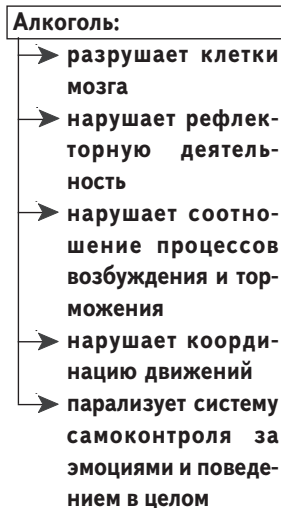 Алкоголь:
разрушает клетки
мозга
нарушает рефлек-
торную деятель-
ность
нарушает соотно-
шение процессов
возбуждения и тор-
можения
нарушает коорди-
нацию движений
парализует систему
самоконтроля за
эмоциями и поведе-
нием в целом